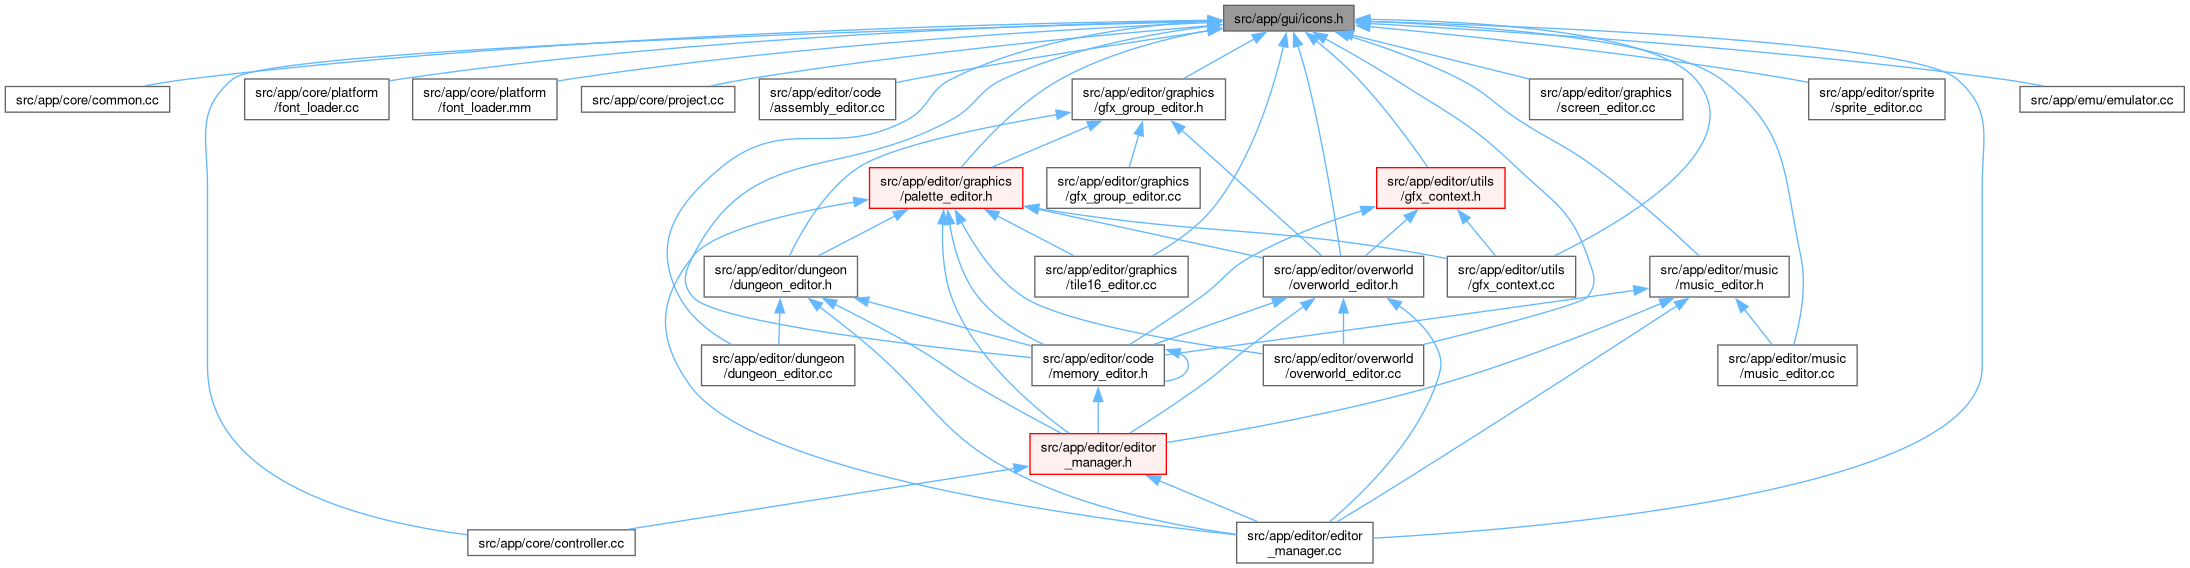 src/app/gui/icons.h
src/app/core/common.cc
src/app/core/platform
/font_loader.cc
src/app/core/platform
/font_loader.mm
src/app/core/project.cc
src/app/editor/code
/assembly_editor.cc
src/app/editor/graphics
/gfx_group_editor.h
src/app/editor/graphics
/screen_editor.cc
src/app/editor/sprite
/sprite_editor.cc
src/app/emu/emulator.cc
src/app/editor/graphics
/palette_editor.h
src/app/editor/graphics
/gfx_group_editor.cc
src/app/editor/utils
/gfx_context.h
src/app/editor/dungeon
/dungeon_editor.h
src/app/editor/graphics
/tile16_editor.cc
src/app/editor/overworld
/overworld_editor.h
src/app/editor/utils
/gfx_context.cc
src/app/editor/music
/music_editor.h
src/app/editor/dungeon
/dungeon_editor.cc
src/app/editor/code
/memory_editor.h
src/app/editor/overworld
/overworld_editor.cc
src/app/editor/music
/music_editor.cc
src/app/editor/editor
_manager.h
src/app/core/controller.cc
src/app/editor/editor
_manager.cc